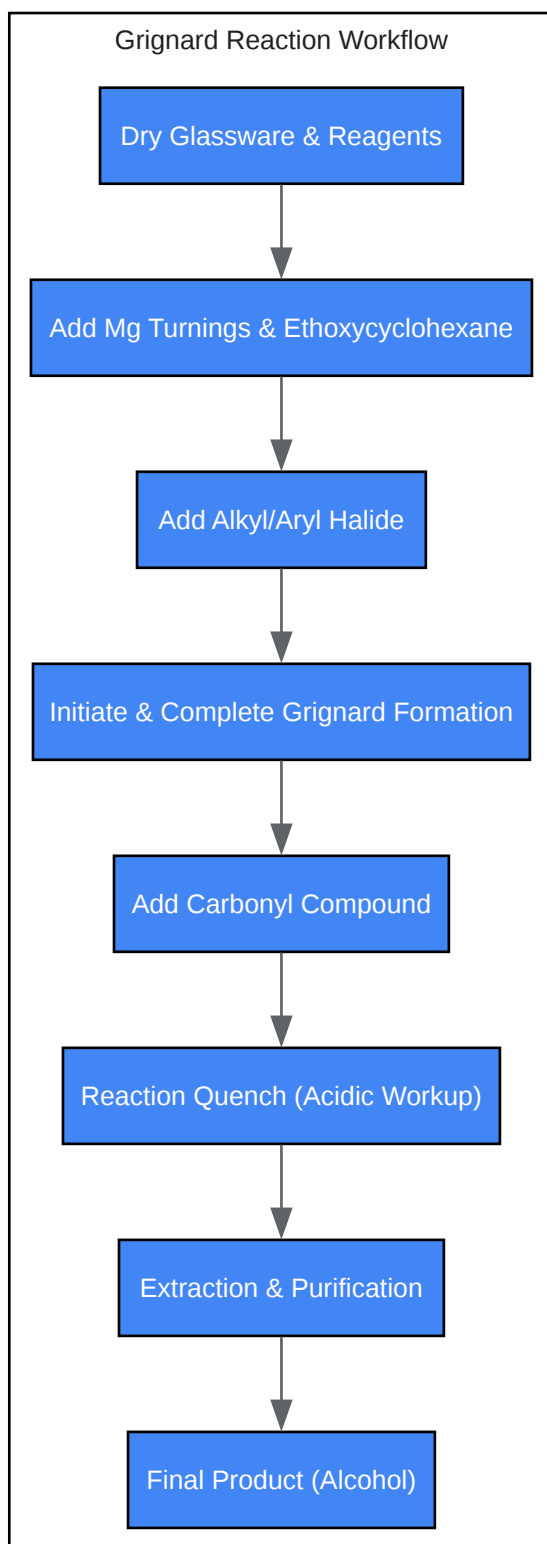 Grignard Reaction Workflow
Dry Glassware & Reagents
Add Mg Turnings & Ethoxycyclohexane
Add Alkyl/Aryl Halide
Initiate & Complete Grignard Formation
Add Carbonyl Compound
Reaction Quench (Acidic Workup)
Extraction & Purification
Final Product (Alcohol)